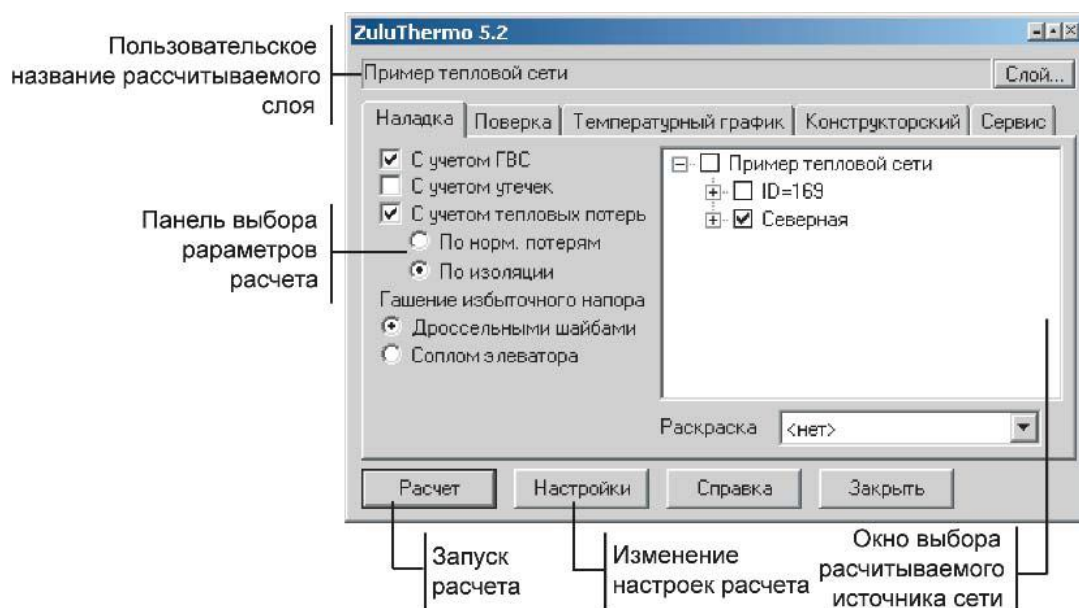 Пользовательское
название рассчитываемого
слоя
ZuluThermo 5.2
Пример тепловой сети
Слой...
Наладка
Поверка
Температурный график
Конструкторский
Сервис
С учетом ГВС
С учетом утечек
С учетом тепловых потерь
По норм. потерям
По изоляции
Гашение избыточного напора
Дроссельными шайбами
Соплом элеватора
Пример тепловой сети
ID=169
Северная
Панель выбора
рараметров
расчета
Раскраска
<нет>
Расчет
Настройки
Справка
Закрыть
Запуск
расчета
Изменение
настроек расчета
Окно выбора
расчитываемого
источника сети